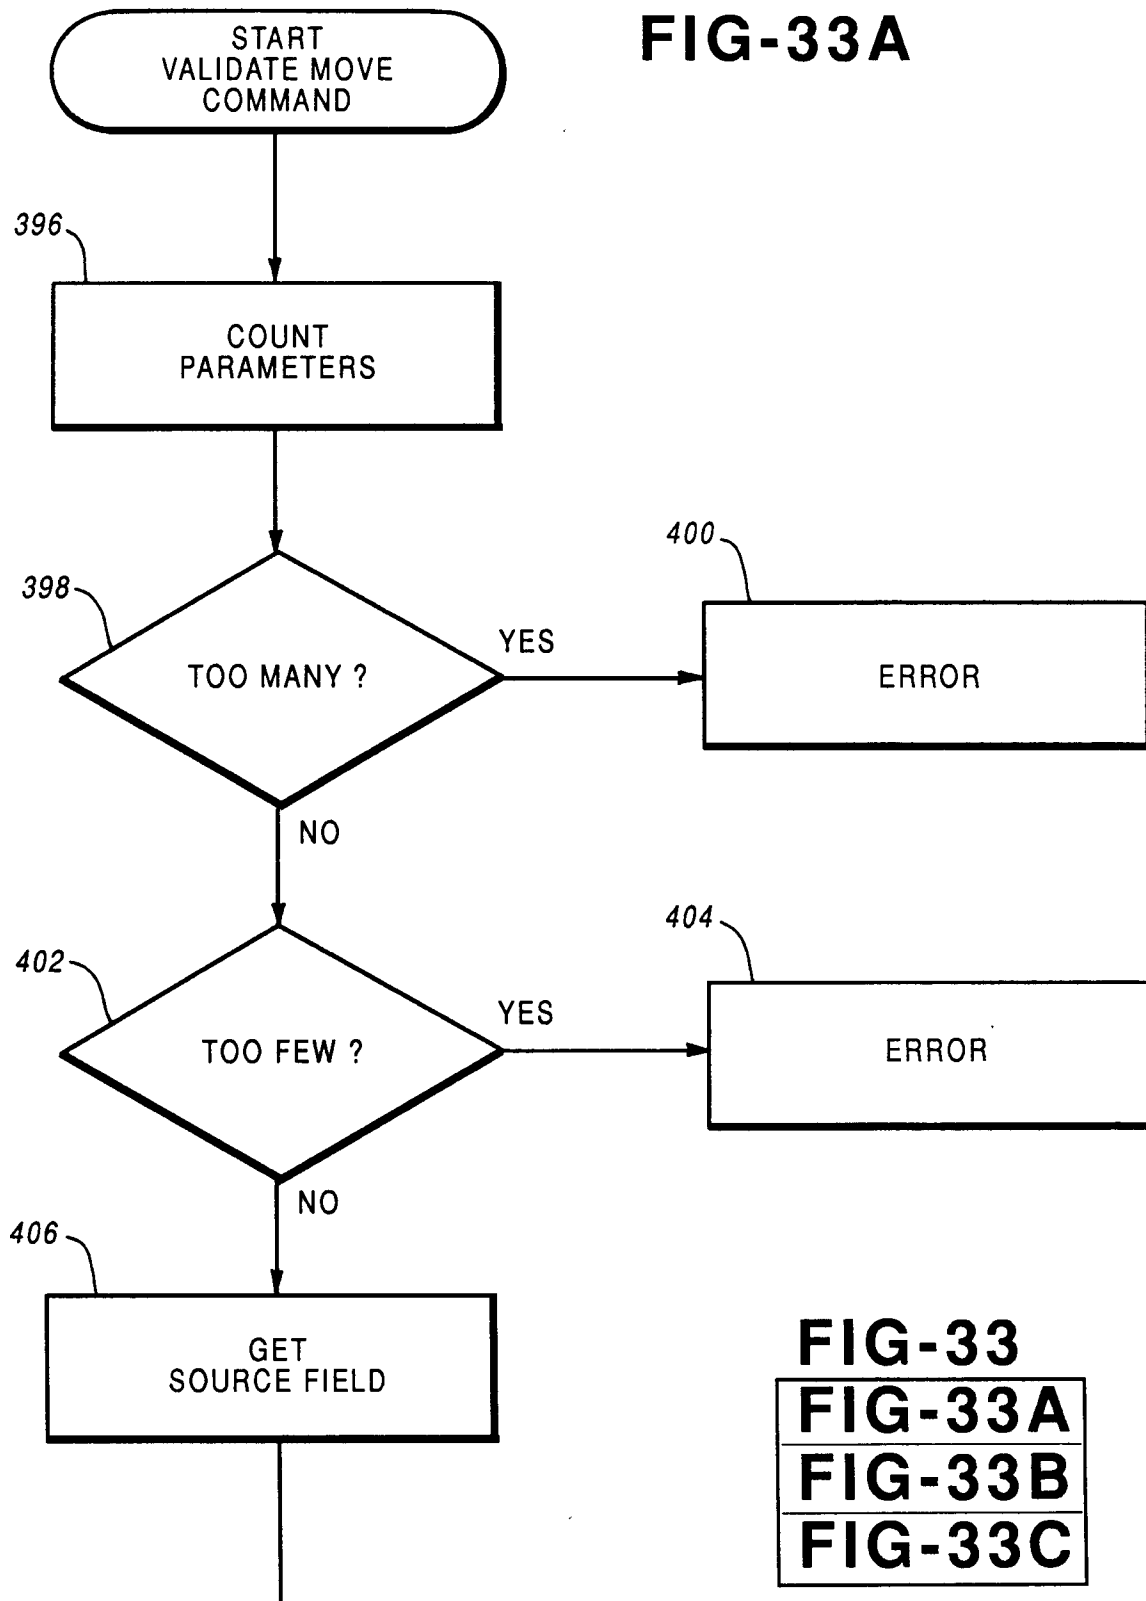 FIG-33A
START
VALIDATE MOVE
COMMAND
396
COUNT
PARAMETERS
398
TOO MANY ?
YES
400
ERROR
NO
402
TOO FEW ?
YES
404
ERROR
NO
406
GET
SOURCE FIELD
FIG-33
FIG-33A
FIG-33B
FIG-33C